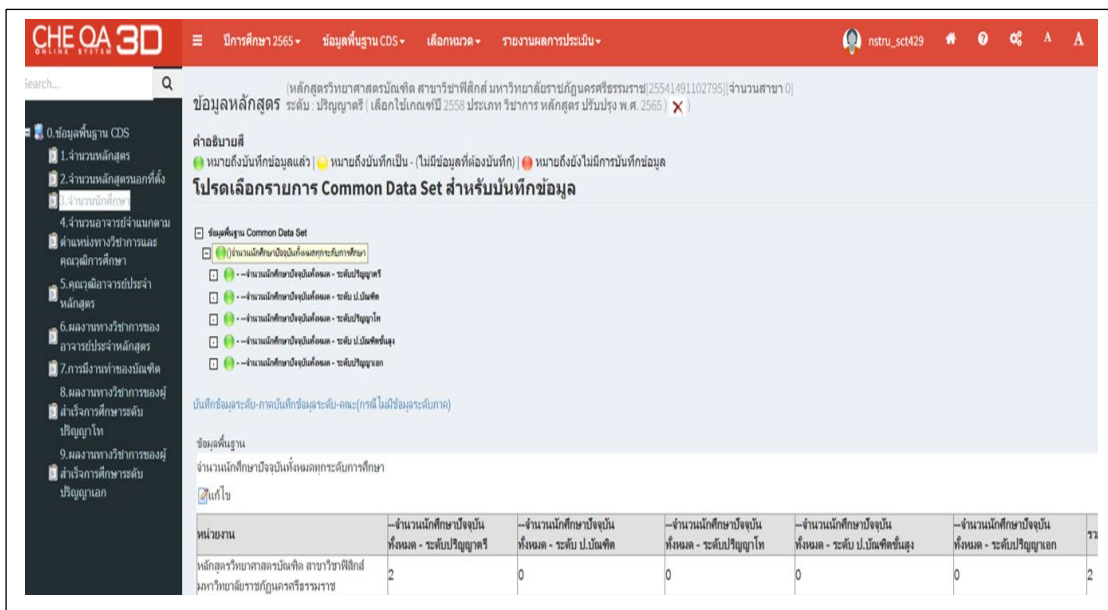 CHE QA 3D
ONLINE SYSTEM
ปีการศึกษา 2565 ข้อมูลพื้นฐาน CDS เลือกหมวด รายงานผลการประเมิน nstru_sct429 A A
Search...
0.ข้อมูลพื้นฐาน CDS
1.จำนวนหลักสูตร
2.จำนวนหลักสูตรนอกที่ตั้ง
3.จำนวนนักศึกษา
4.จำนวนอาจารย์จำแนกตาม
ตำแหน่งทางวิชาการและ
คุณวุฒิการศึกษา
5.คุณวุฒิอาจารย์ประจำ
หลักสูตร
6.ผลงานทางวิชาการของ
อาจารย์ประจำหลักสูตร
7.การมีงานทำของบัณฑิต
8.ผลงานทางวิชาการของผู้
สำเร็จการศึกษาระดับ
ปริญญาโท
9.ผลงานทางวิชาการของผู้
สำเร็จการศึกษาระดับ
ปริญญาเอก
(หลักสูตรวิทยาศาสตรบัณฑิต สาขาวิชาฟิสิกส์ มหาวิทยาลัยราชภัฏนครศรีธรรมราช[25541491102795][จำนวนสาขา 0]
ข้อมูลหลักสูตร ระดับ : ปริญญาตรี ( เลือกใช้เกณฑ์ปี 2558 ประเภท วิชาการ หลักสูตร ปรับปรุง พ.ศ. 2565 )
คำอธิบายสี
หมายถึงบันทึกข้อมูลแล้ว | หมายถึงบันทึกเป็น - (ไม่มีข้อมูลที่ต้องบันทึก) | หมายถึงยังไม่มีการบันทึกข้อมูล
โปรดเลือกรายการ Common Data Set สำหรับบันทึกข้อมูล
ข้อมูลพื้นฐาน Common Data Set
()จำนวนนักศึกษาปัจจุบันทั้งหมดทุกระดับการศึกษา
- --จำนวนนักศึกษาปัจจุบันทั้งหมด - ระดับปริญญาตรี
- --จำนวนนักศึกษาปัจจุบันทั้งหมด - ระดับ ป.บัณฑิต
- --จำนวนนักศึกษาปัจจุบันทั้งหมด - ระดับปริญญาโท
- --จำนวนนักศึกษาปัจจุบันทั้งหมด - ระดับ ป.บัณฑิตชั้นสูง
- --จำนวนนักศึกษาปัจจุบันทั้งหมด - ระดับปริญญาเอก
บันทึกข้อมูลระดับ-ภาคบันทึกข้อมูลระดับ-คณะ(กรณีไม่มีข้อมูลระดับภาค)
ข้อมูลพื้นฐาน
จำนวนนักศึกษาปัจจุบันทั้งหมดทุกระดับการศึกษา
แก้ไข
หน่วยงาน --จำนวนนักศึกษาปัจจุบัน --จำนวนนักศึกษาปัจจุบัน --จำนวนนักศึกษาปัจจุบัน --จำนวนนักศึกษาปัจจุบัน --จำนวนนักศึกษาปัจจุบัน
ทั้งหมด - ระดับปริญญาตรี ทั้งหมด - ระดับ ป.บัณฑิต ทั้งหมด - ระดับปริญญาโท ทั้งหมด - ระดับ ป.บัณฑิตชั้นสูง ทั้งหมด - ระดับปริญญาเอก
หลักสูตรวิทยาศาสตรบัณฑิต สาขาวิชาฟิสิกส์
มหาวิทยาลัยราชภัฏนครศรีธรรมราช
2 0 0 0 0 2